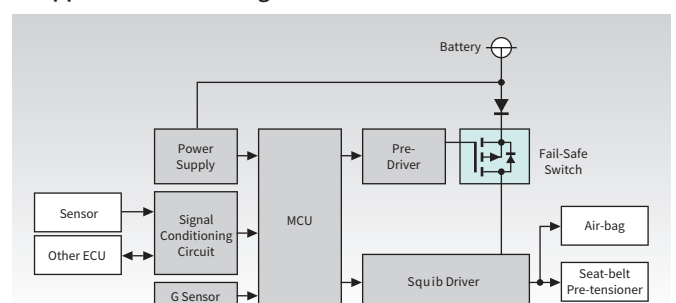 Battery
Power
Supply
Pre-
Driver
Fail-Safe
Switch
Sensor
Signal
Conditioning
Circuit
MCU
Other ECU
Air-bag
Squib Driver
Seat-belt
Pre-tensioner
G Sensor